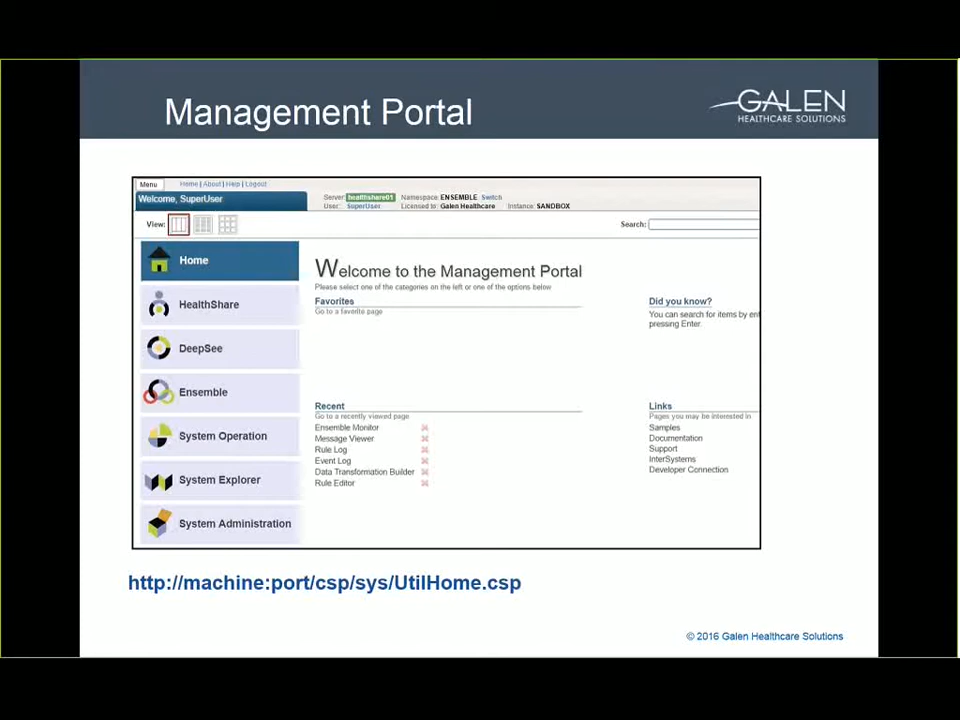 Management Portal
GALEN
HEALTHCARE SOLUTIONS
Menu
Home | About | Help | Logout
Welcome, SuperUser
Server: healthshare01 Namespace: ENSEMBLE Switch
User: SuperUser Licensed to: Galen Healthcare Instance: SANDBOX
View:
Search:
Home
HealthShare
DeepSee
Ensemble
System Operation
System Explorer
System Administration
Welcome to the Management Portal
Please select one of the categories on the left or one of the options below
Favorites
Go to a favorite page
Did you know?
You can search for items by ent
pressing Enter.
Recent
Go to a recently viewed page
Ensemble Monitor
Message Viewer
Rule Log
Event Log
Data Transformation Builder
Rule Editor
Links
Pages you may be interested in
Samples
Documentation
Support
InterSystems
Developer Connection
http://machine:port/csp/sys/UtilHome.csp
© 2016 Galen Healthcare Solutions